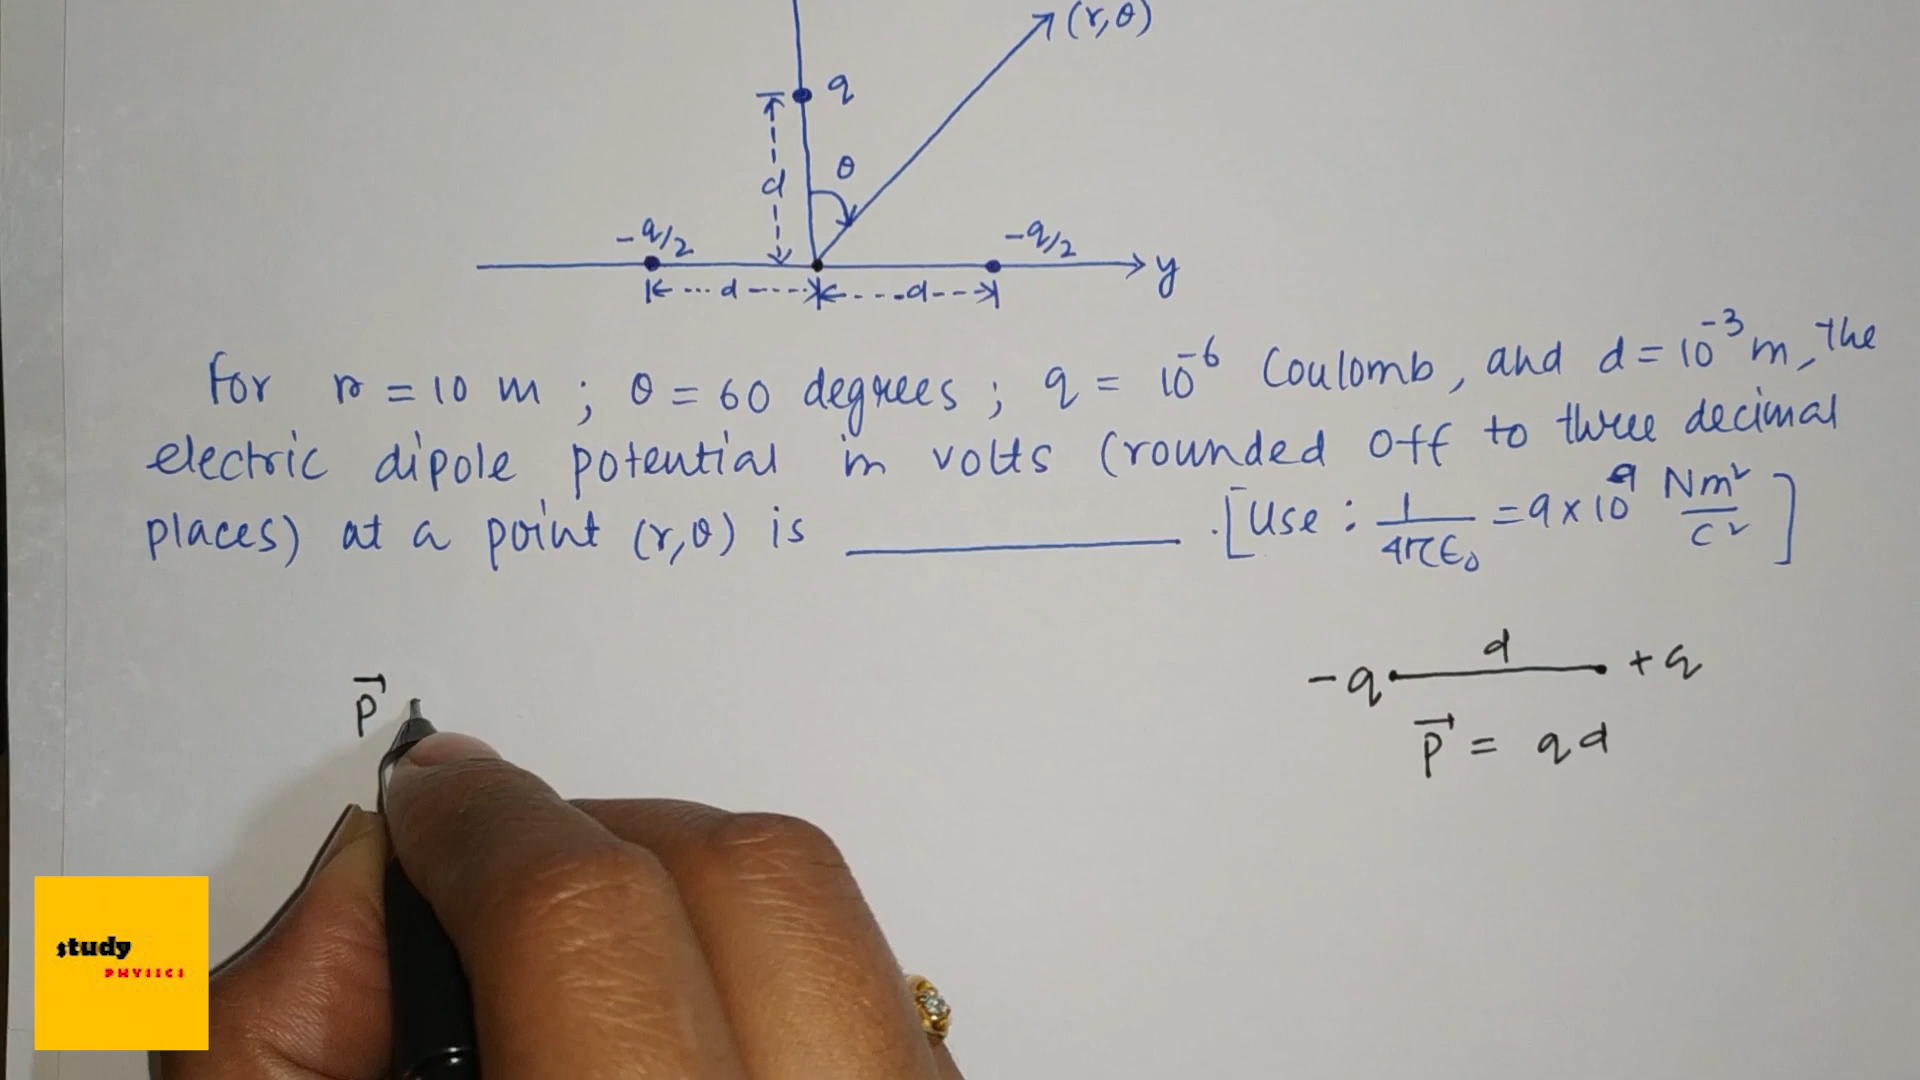 (r,θ)
q
θ
d
-q/2
-q/2
y
d
d
For r = 10 m ; θ = 60 degrees ; q = 10⁻⁶ Coulomb, and d = 10⁻³ m, the
electric dipole potential in volts (rounded off to three decimal
places) at a point (r,θ) is ________ . [Use : 1/4πϵ₀ = 9 x 10⁹ Nm²/C²]
d
-q +q
p⃗ = qd
p⃗
study
PHYSICS